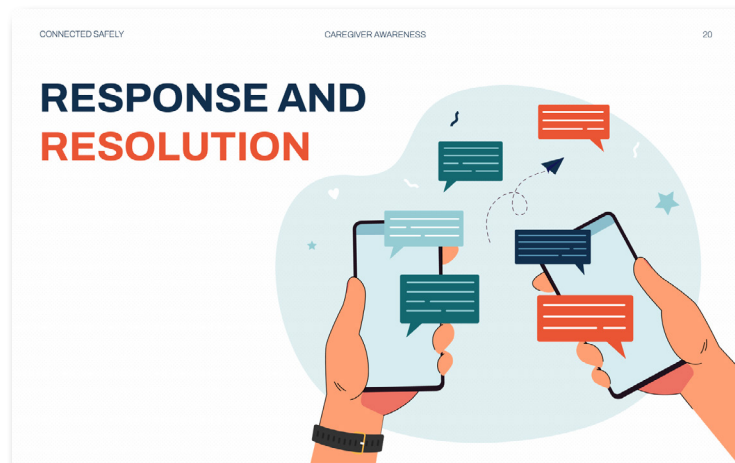 CONNECTED SAFELY
CAREGIVER AWARENESS
20
RESPONSE AND
RESOLUTION